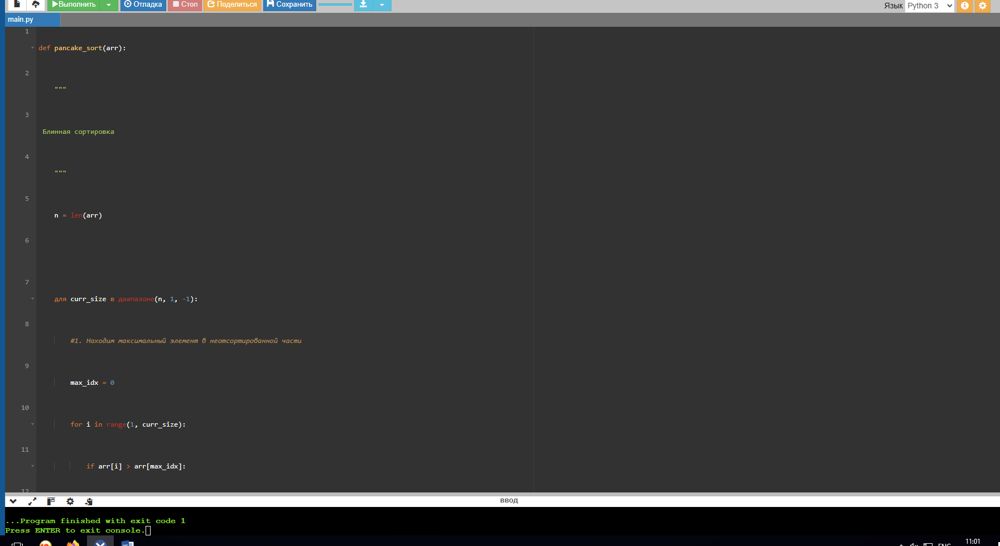 Выполнить Отладка Стоп Поделиться Сохранить Язык Python 3
main.py
1
def pancake_sort(arr):
2
"""
3
Блинная сортировка
4
"""
5
n = len(arr)
6
7
для curr_size в диапазоне(n, 1, -1):
8
#1. Находим максимальный элемент в неотсортированной части
9
max_idx = 0
10
for i in range(1, curr_size):
11
if arr[i] > arr[max_idx]:
12
ввод
...Program finished with exit code 1
Press ENTER to exit console.
ENG 11:01